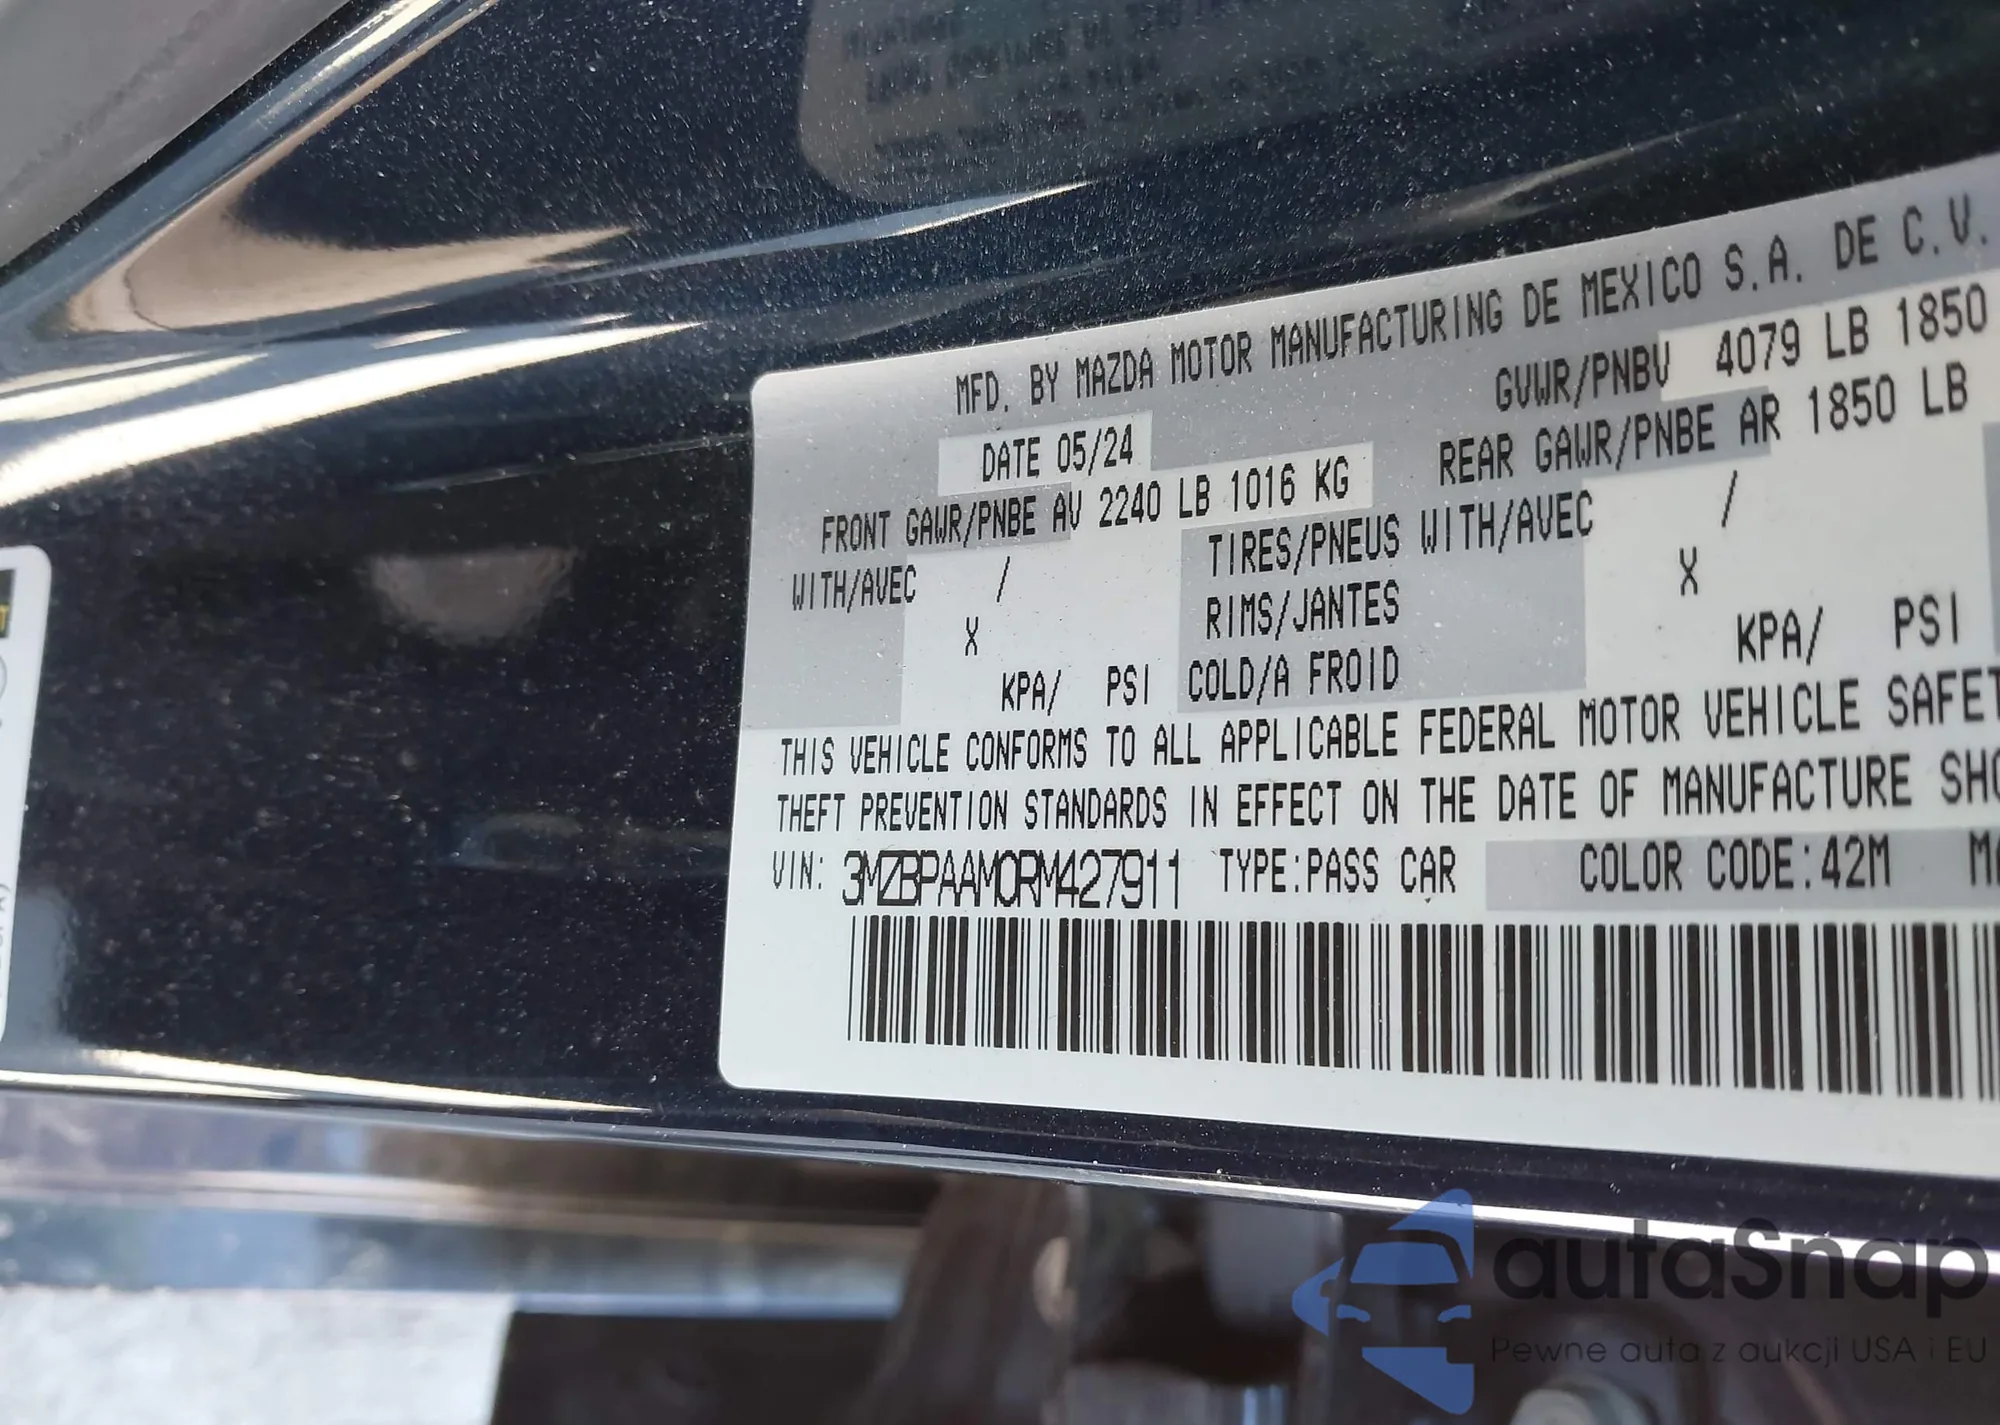 MFD. BY MAZDA MOTOR MANUFACTURING DE MEXICO S.A. DE C.V.
DATE 05/24 GVWR/PNBV 4079 LB 1850
FRONT GAWR/PNBE AV 2240 LB 1016 KG REAR GAWR/PNBE AR 1850 LB
WITH/AVEC / TIRES/PNEUS WITH/AVEC /
X RIMS/JANTES X
KPA/ PSI COLD/A FROID KPA/ PSI
THIS VEHICLE CONFORMS TO ALL APPLICABLE FEDERAL MOTOR VEHICLE SAFET
THEFT PREVENTION STANDARDS IN EFFECT ON THE DATE OF MANUFACTURE SHO
VIN: 3MZBPAAM0RM427911 TYPE:PASS CAR COLOR CODE:42M MA
autaSnap
Pewne auta z aukcji USA i EU